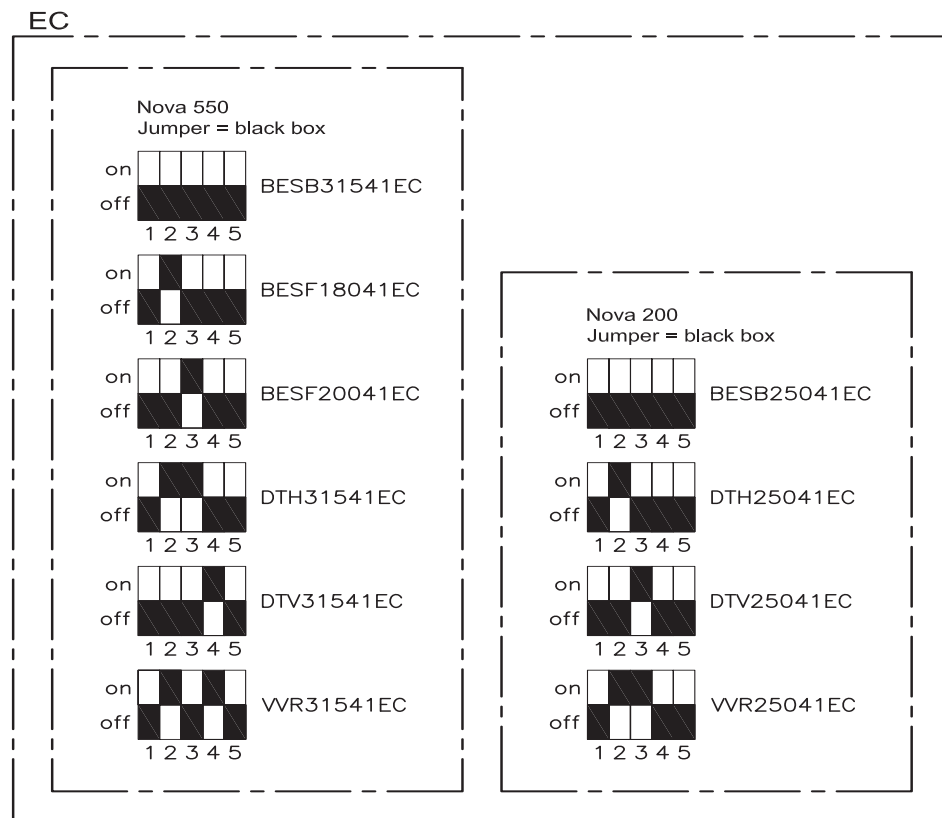 EC
Nova 550
Jumper = black box
on
off
BESB31541EC
1 2 3 4 5
on
off
BESF18041EC
1 2 3 4 5
on
off
BESF20041EC
1 2 3 4 5
on
off
DTH31541EC
1 2 3 4 5
on
off
DTV31541EC
1 2 3 4 5
on
off
VVR31541EC
1 2 3 4 5
Nova 200
Jumper = black box
on
off
BESB25041EC
1 2 3 4 5
on
off
DTH25041EC
1 2 3 4 5
on
off
DTV25041EC
1 2 3 4 5
on
off
VVR25041EC
1 2 3 4 5